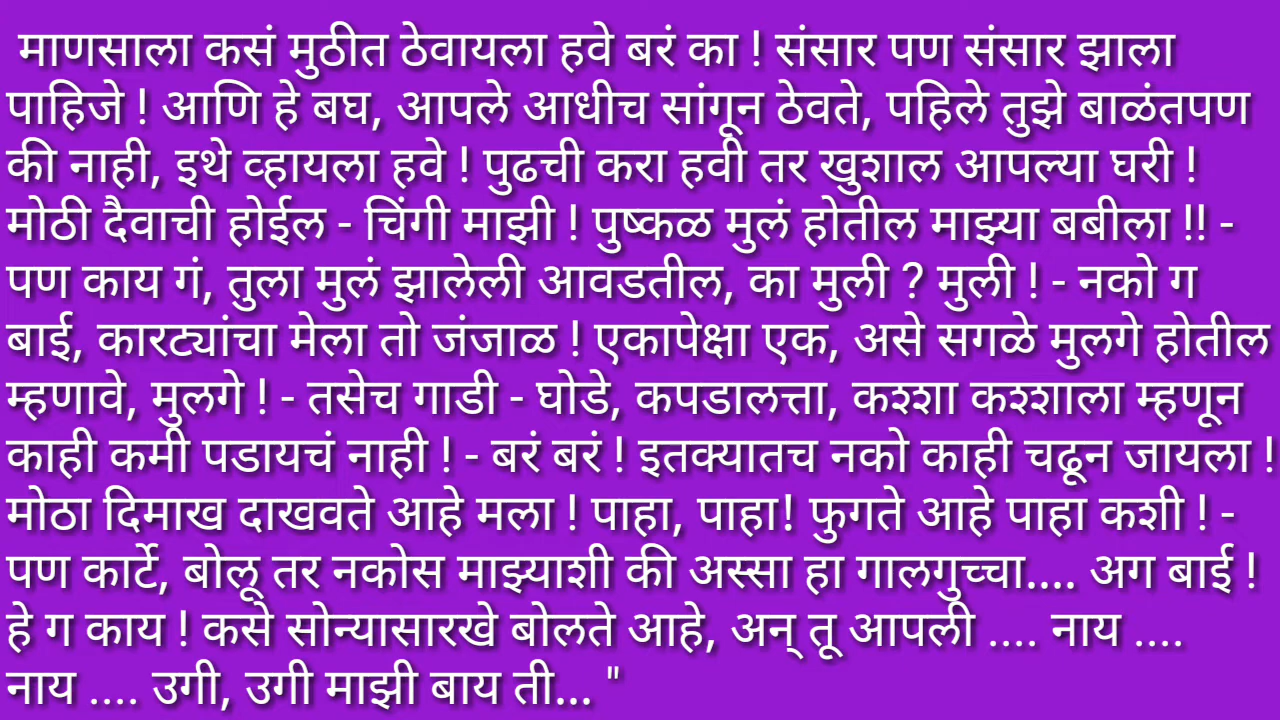 माणसाला कसं मुठीत ठेवायला हवे बरं का ! संसार पण संसार झाला
पाहिजे ! आणि हे बघ, आपले आधीच सांगून ठेवते, पहिले तुझे बाळंतपण
की नाही, इथे व्हायला हवे ! पुढची करा हवी तर खुशाल आपल्या घरी !
मोठी दैवाची होईल - चिंगी माझी ! पुष्कळ मुलं होतील माझ्या बबीला !! -
पण काय गं, तुला मुलं झालेली आवडतील, का मुली ? मुली ! - नको ग
बाई, कारट्यांचा मेला तो जंजाळ ! एकापेक्षा एक, असे सगळे मुलगे होतील
म्हणावे, मुलगे ! - तसेच गाडी - घोडे, कपडालत्ता, कश्शा कश्शाला म्हणून
काही कमी पडायचं नाही ! - बरं बरं ! इतक्यातच नको काही चढून जायला !
मोठा दिमाख दाखवते आहे मला ! पाहा, पाहा! फुगते आहे पाहा कशी ! -
पण कार्टे, बोलू तर नकोस माझ्याशी की अस्सा हा गालगुच्चा.... अग बाई !
हे ग काय ! कसे सोन्यासारखे बोलते आहे, अन् तू आपली .... नाय ....
नाय .... उगी, उगी माझी बाय ती... "